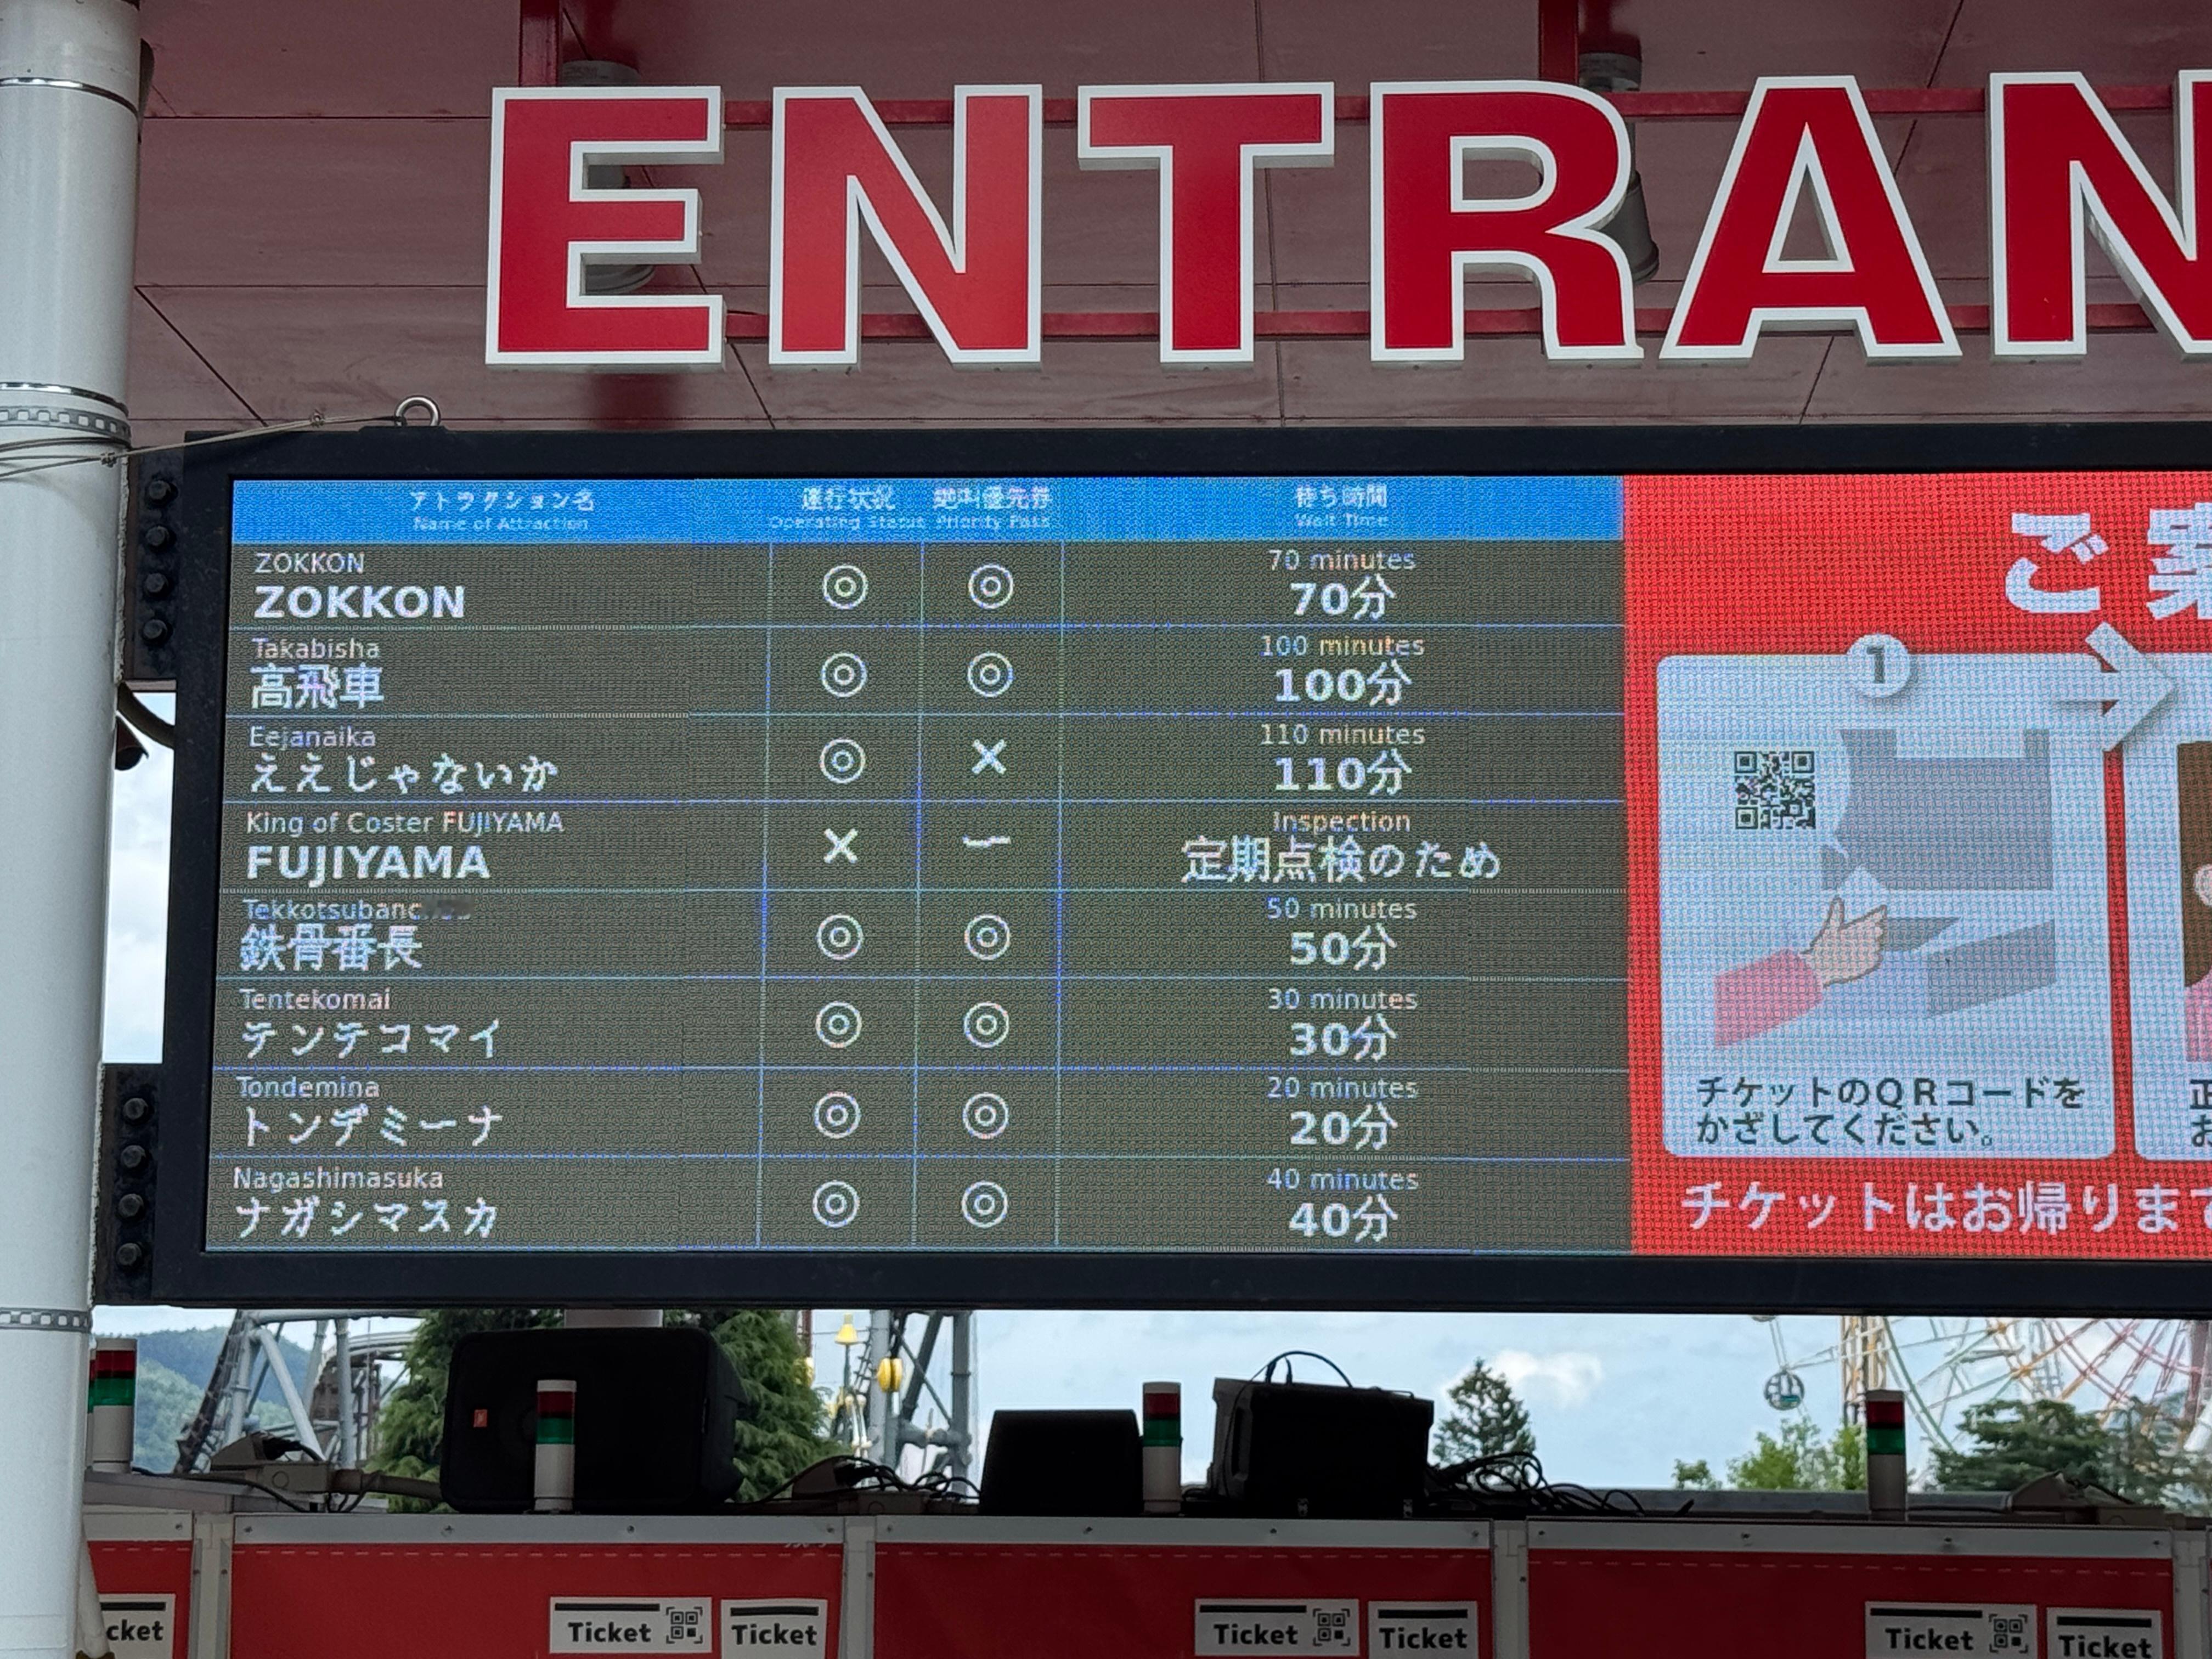 ENTRAN
アトラクション名 運行状況 絶叫優先券 待ち時間
Name of Attraction Operating Status Priority Pass Wait Time
ZOKKON 70 minutes
ZOKKON ◎ ◎ 70分
Takabisha 100 minutes
高飛車 ◎ ◎ 100分
Eejanaika 110 minutes
ええじゃないか ◎ × 110分
King of Coster FUJIYAMA Inspection
FUJIYAMA × ー 定期点検のため
50 minutes
鉄骨番長 ◎ ◎ 50分
Tentekomai 30 minutes
テンテコマイ ◎ ◎ 30分
Tondemina 20 minutes
トンデミーナ ◎ ◎ 20分
Nagashimasuka 40 minutes
ナガシマスカ ◎ ◎ 40分
ご案
1
チケットのQRコードを
かざしてください。
正
お
チケットはお帰りまで
cket
Ticket
Ticket
Ticket
Ticket
Ticket
Ticket